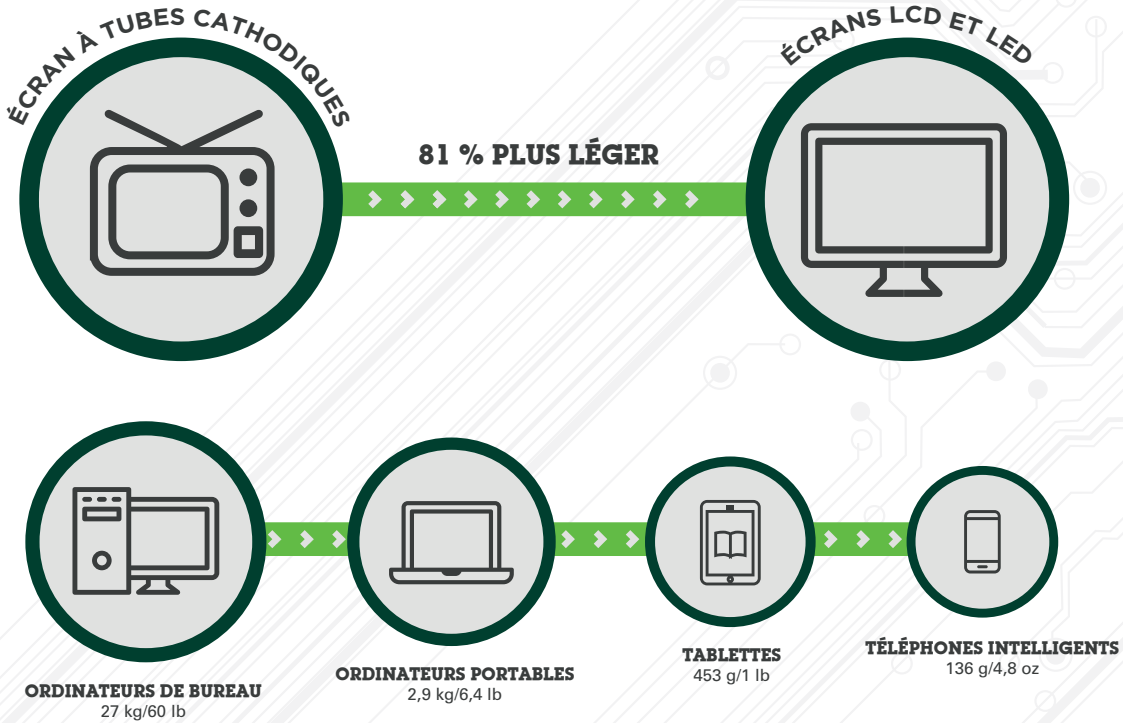 ÉCRAN À TUBES CATHODIQUES
ÉCRANS LCD ET LED
81 % PLUS LÉGER
ORDINATEURS DE BUREAU
27 kg/60 lb
ORDINATEURS PORTABLES
2,9 kg/6,4 lb
TABLETTES
453 g/1 lb
TÉLÉPHONES INTELLIGENTS
136 g/4,8 oz